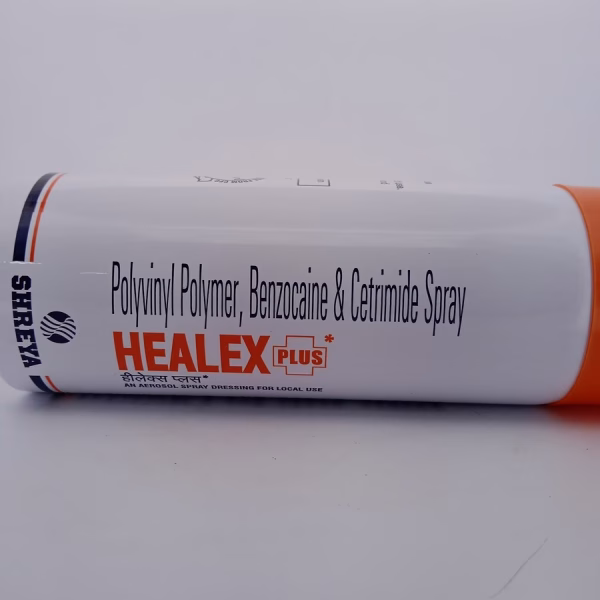 Polyvinyl Polymer, Benzocaine & Cetrimide Spray
HEALEX PLUS*
हीलेक्स प्लस*
AN AEROSOL SPRAY DRESSING FOR LOCAL USE
SHREYA